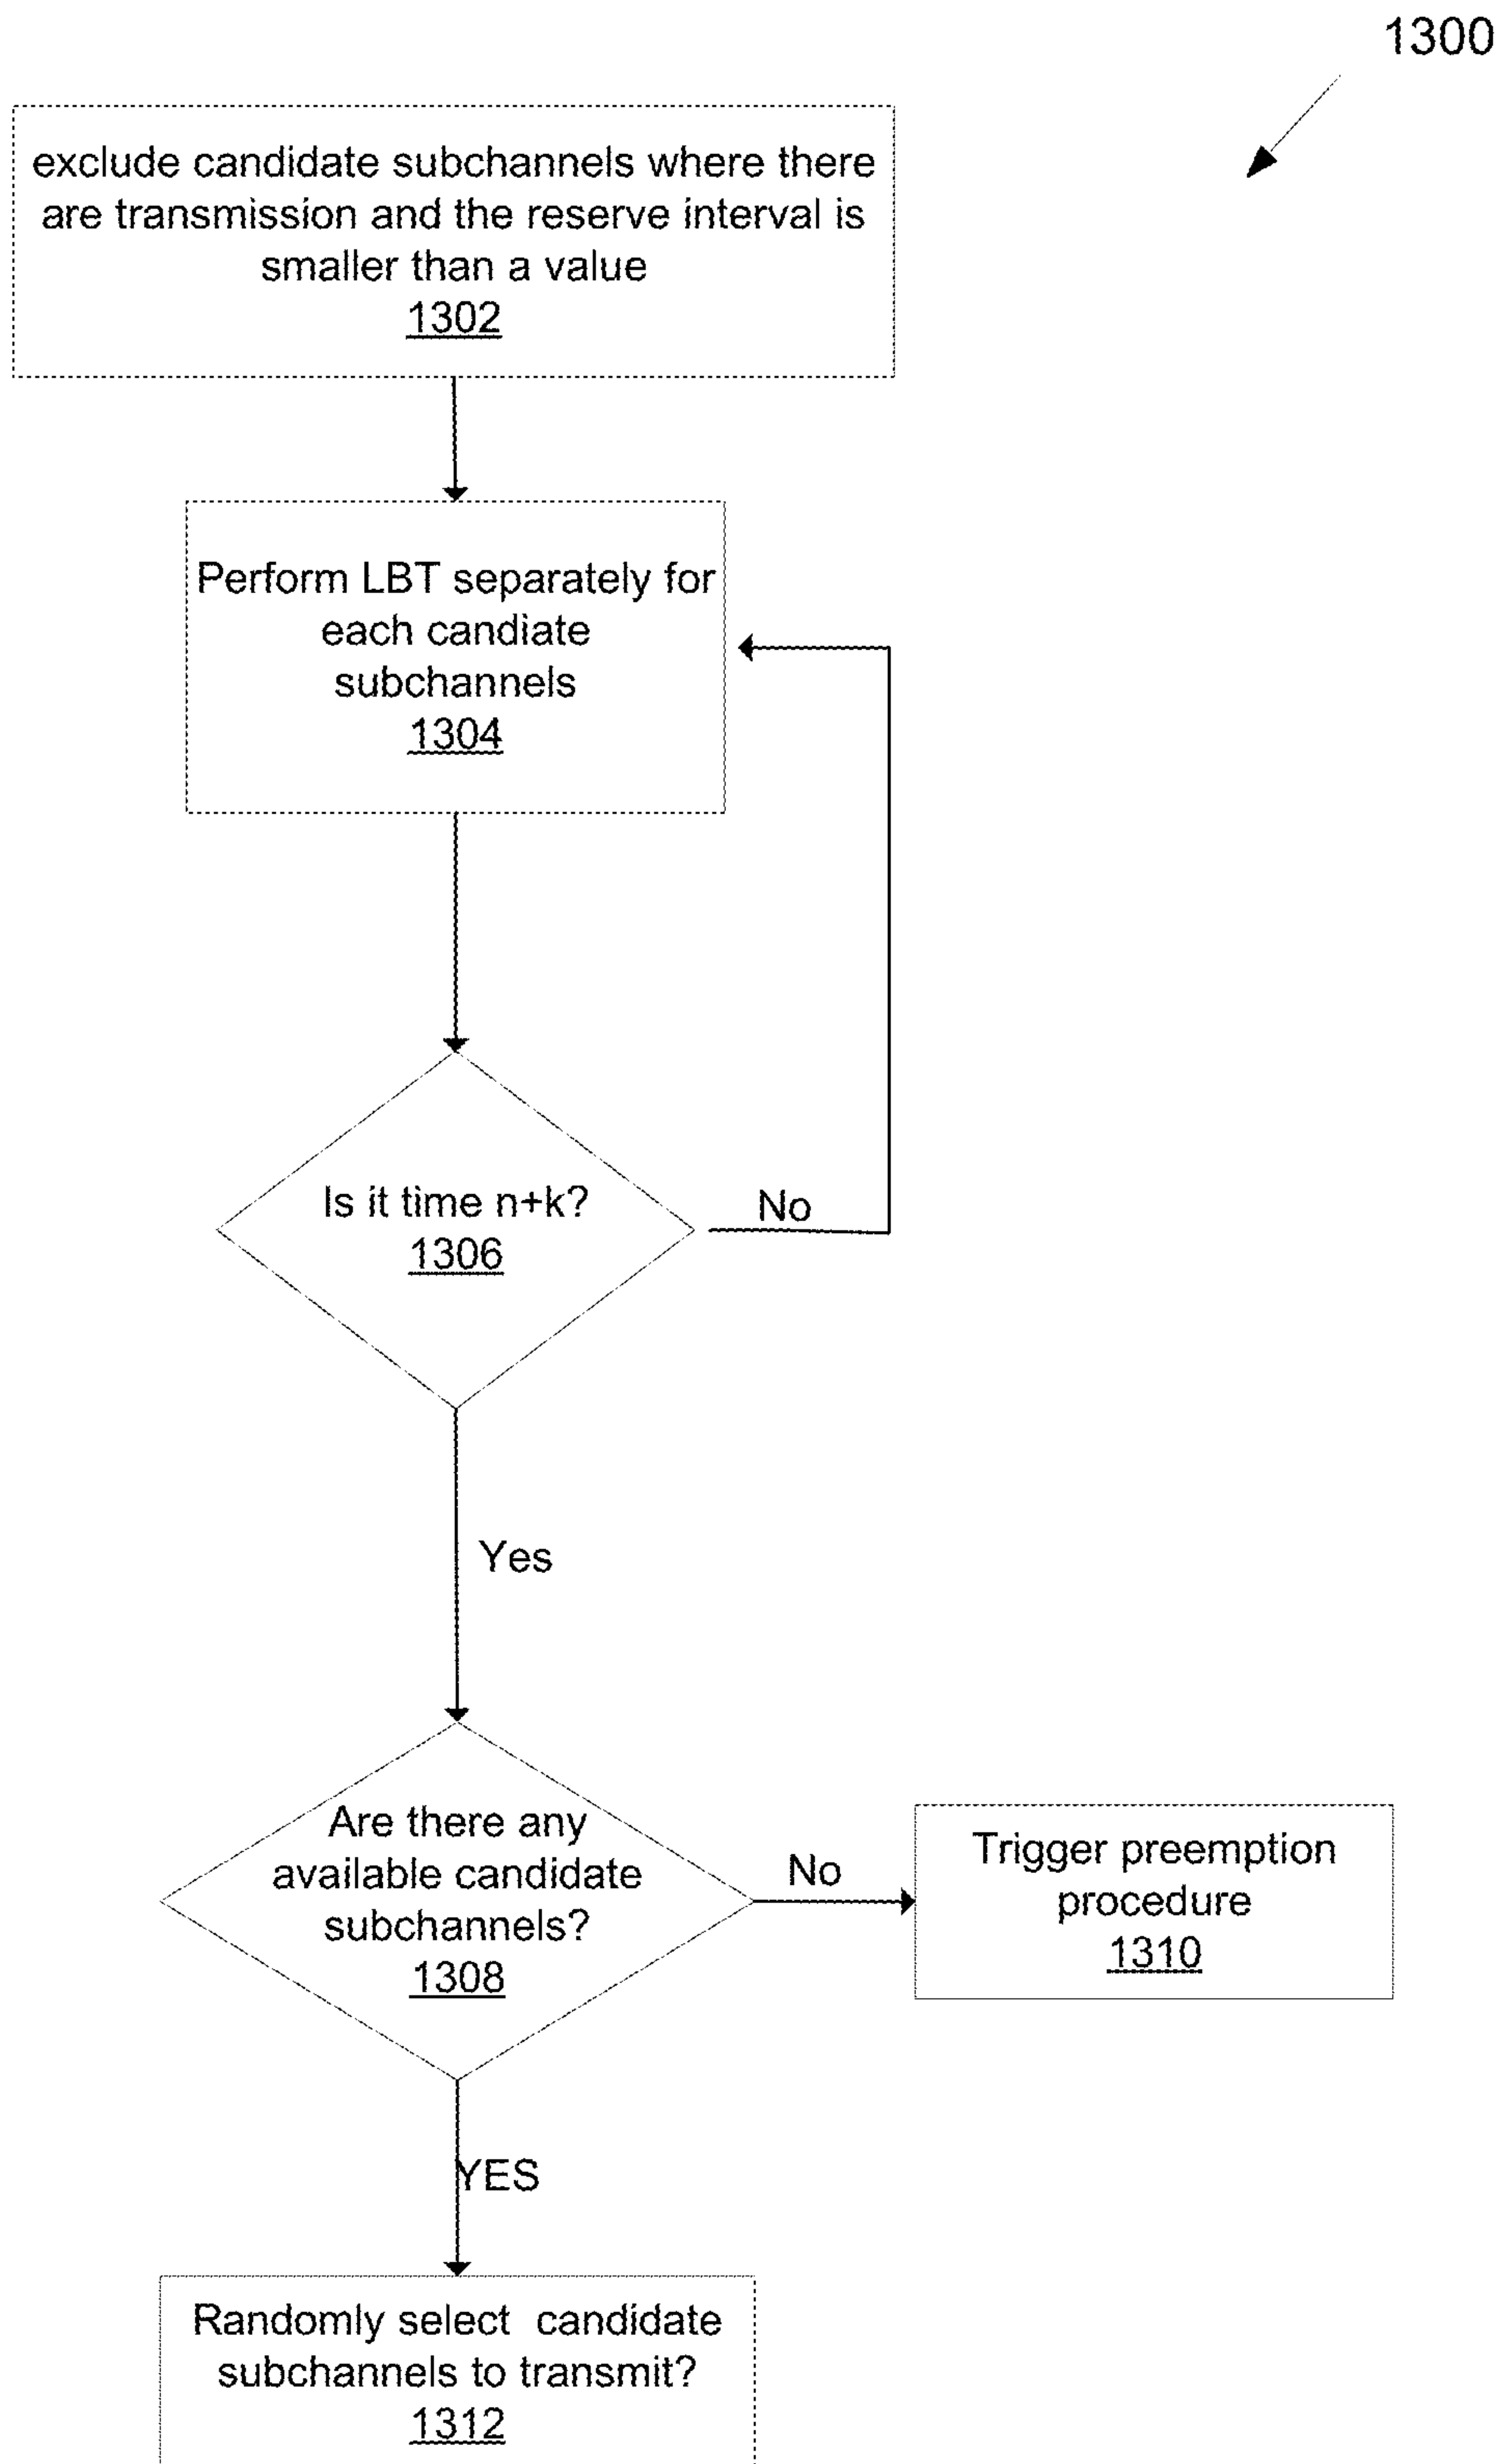 1300
exclude candidate subchannels where there
are transmission and the reserve interval is
smaller than a value
1302
Perform LBT separately for
each candiate
subchannels
1304
Is it time n+k?
1306
No
Yes
Are there any
available candidate
subchannels?
1308
No
Trigger preemption
procedure
1310
YES
Randomly select candidate
subchannels to transmit?
1312